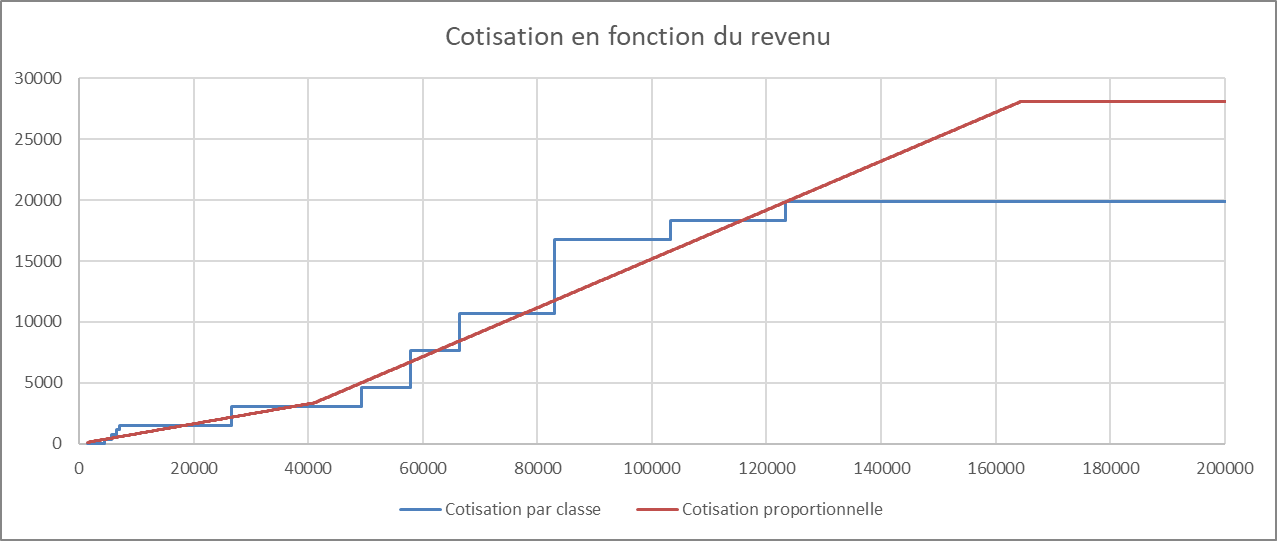 Cotisation en fonction du revenu
30000
25000
20000
15000
10000
5000
0
0 20000 40000 60000 80000 100000 120000 140000 160000 180000 200000
Cotisation par classe Cotisation proportionnelle